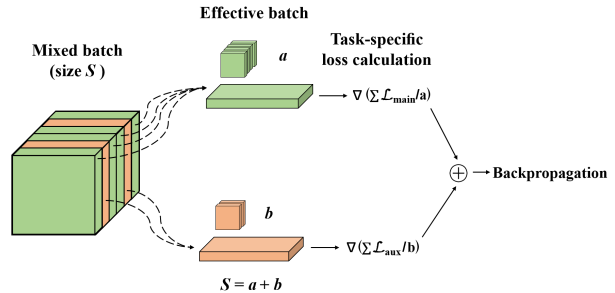 Effective batch
Mixed batch
(size S )
a
Task-specific
loss calculation
∇ (∑ ℒmain/a)
Backpropagation
b
∇ (∑ ℒaux/b)
S = a + b